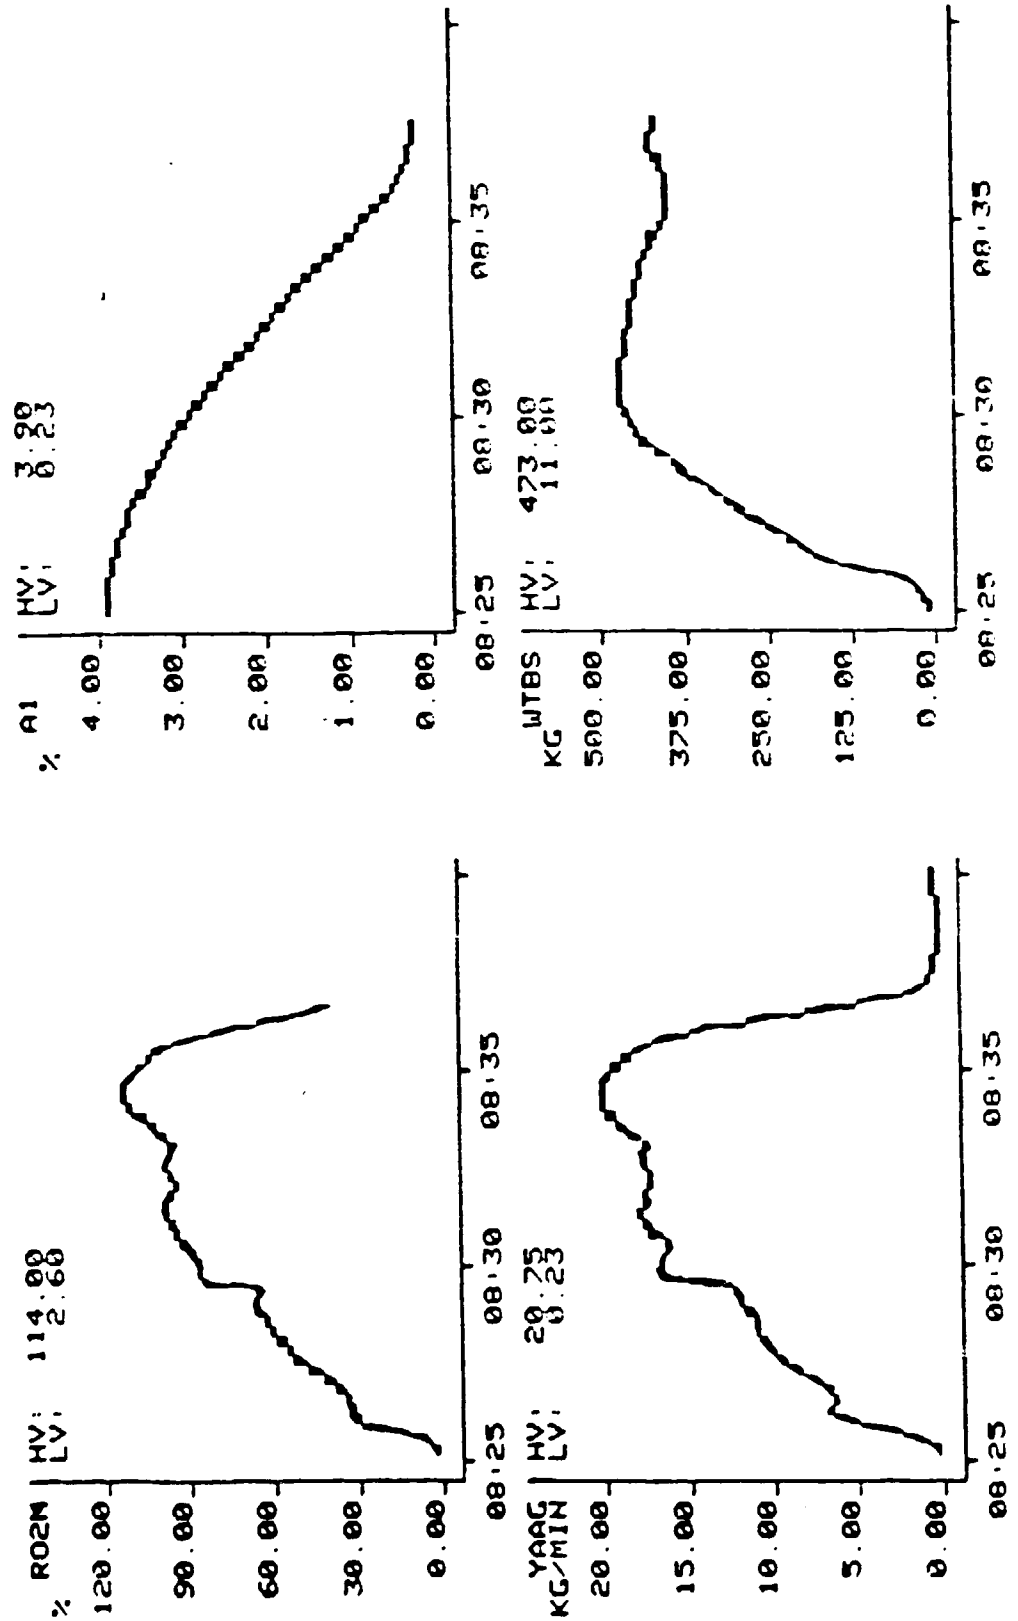 % RO2M HV: 114.00
LV: 2.60
120.00
90.00
60.00
30.00
0.00
08:25 08:30 08:35
% A1 HV: 3.90
LV: 0.23
4.00
3.00
2.00
1.00
0.00
08:25 08:30 08:35
YAAG HV: 20.75
KG/MIN LV: 0.23
20.00
15.00
10.00
5.00
0.00
08:25 08:30 08:35
WTBS HV: 473.00
KG LV: 11.00
500.00
375.00
250.00
125.00
0.00
08:25 08:30 08:35